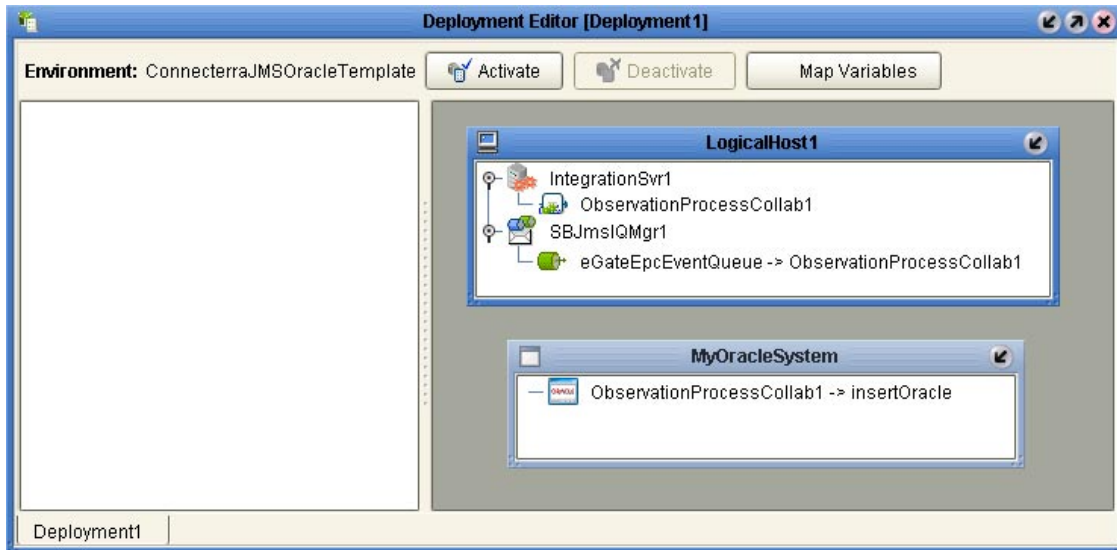 Deployment Editor [Deployment1]
Environment: ConnecterraJMSOracleTemplate Activate Deactivate Map Variables
LogicalHost1
IntegrationSvr1
ObservationProcessCollab1
SBJmsIQMgr1
eGateEpcEventQueue -> ObservationProcessCollab1
MyOracleSystem
ORACLE ObservationProcessCollab1 -> insertOracle
Deployment1